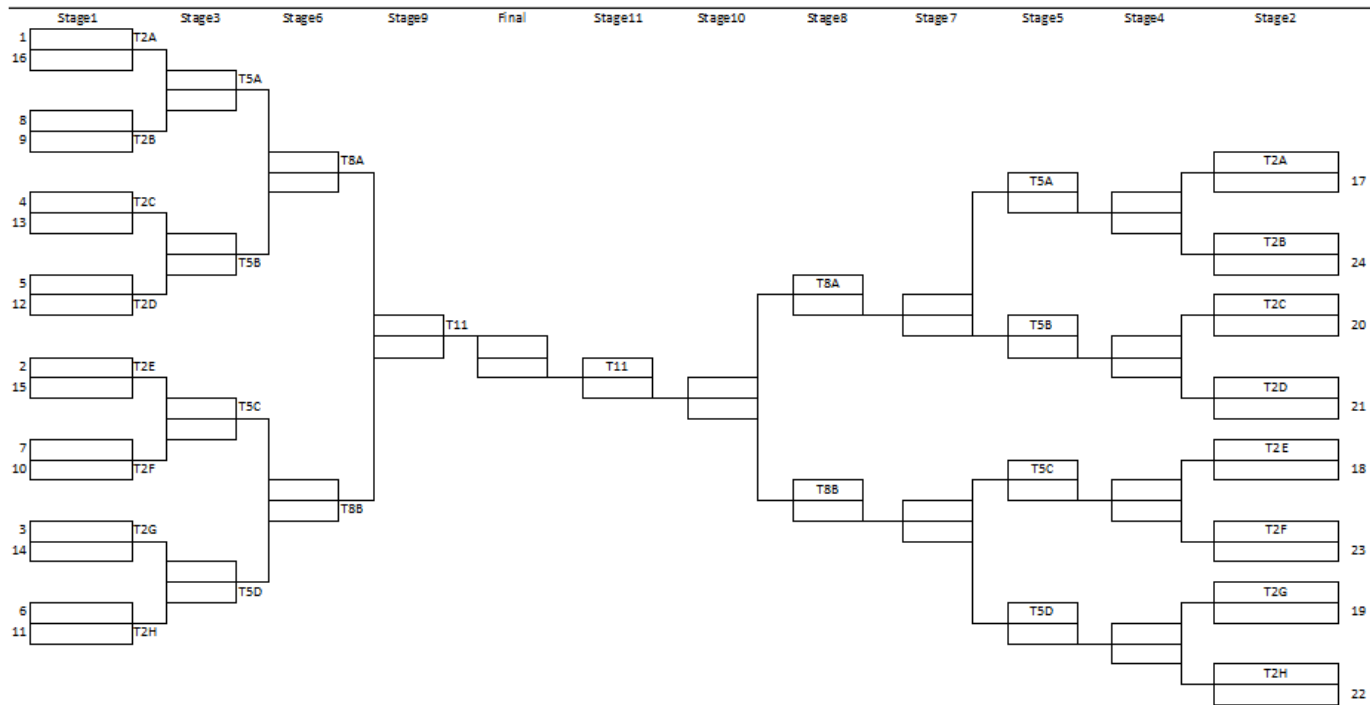 Stage1 Stage3 Stage6 Stage9 Final Stage11 Stage10 Stage8 Stage7 Stage5 Stage4 Stage2
1 T2A
16
T5A
8
9 T2B
T8A T2A
T5A 17
4 T2C
13
T2B
T5B 24
5 T8A
12 T2D T2C
T11 T5B 20
2 T2E T11
15 T2D
T5C 21
7 T2E
10 T2F T5C 18
T8B
T8B
3 T2G T2F
14 23
T5D T2G
6 T5D 19
11 T2H
T2H
22